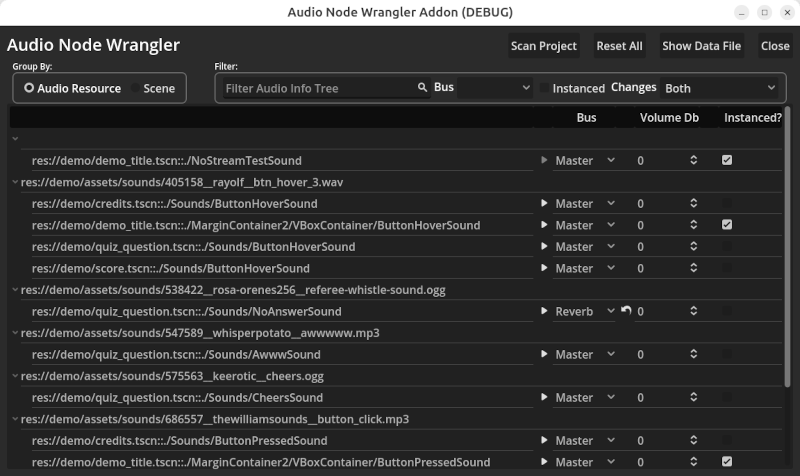 Audio Node Wrangler Addon (DEBUG)
Audio Node Wrangler Scan Project Reset All Show Data File Close
Group By: Filter:
Audio Resource Scene Filter Audio Info Tree Bus Instanced Changes Both
Bus Volume Db Instanced?
res://demo/demo_title.tscn::./NoStreamTestSound Master 0
res://demo/assets/sounds/405158__rayolf__btn_hover_3.wav
res://demo/credits.tscn::./Sounds/ButtonHoverSound Master 0
res://demo/demo_title.tscn::./MarginContainer2/VBoxContainer/ButtonHoverSound Master 0
res://demo/quiz_question.tscn::./Sounds/ButtonHoverSound Master 0
res://demo/score.tscn::./Sounds/ButtonHoverSound Master 0
res://demo/assets/sounds/538422__rosa-orenes256__referee-whistle-sound.ogg
res://demo/quiz_question.tscn::./Sounds/NoAnswerSound Reverb 0
res://demo/assets/sounds/547589__whisperpotato__awwwww.mp3
res://demo/quiz_question.tscn::./Sounds/AwwwSound Master 0
res://demo/assets/sounds/575563__keerotic__cheers.ogg
res://demo/quiz_question.tscn::./Sounds/CheersSound Master 0
res://demo/assets/sounds/686557__thewilliamsounds__button_click.mp3
res://demo/credits.tscn::./Sounds/ButtonPressedSound Master 0
res://demo/demo_title.tscn::./MarginContainer2/VBoxContainer/ButtonPressedSound Master 0